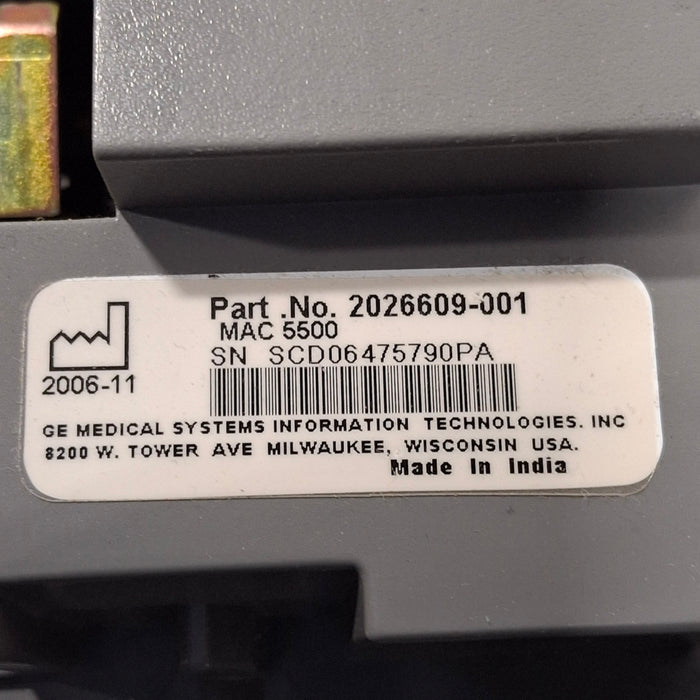 Part .No. 2026609-001
MAC 5500
SN SCD06475790PA
2006-11
GE MEDICAL SYSTEMS INFORMATION TECHNOLOGIES. INC
8200 W. TOWER AVE MILWAUKEE, WISCONSIN USA.
Made In India